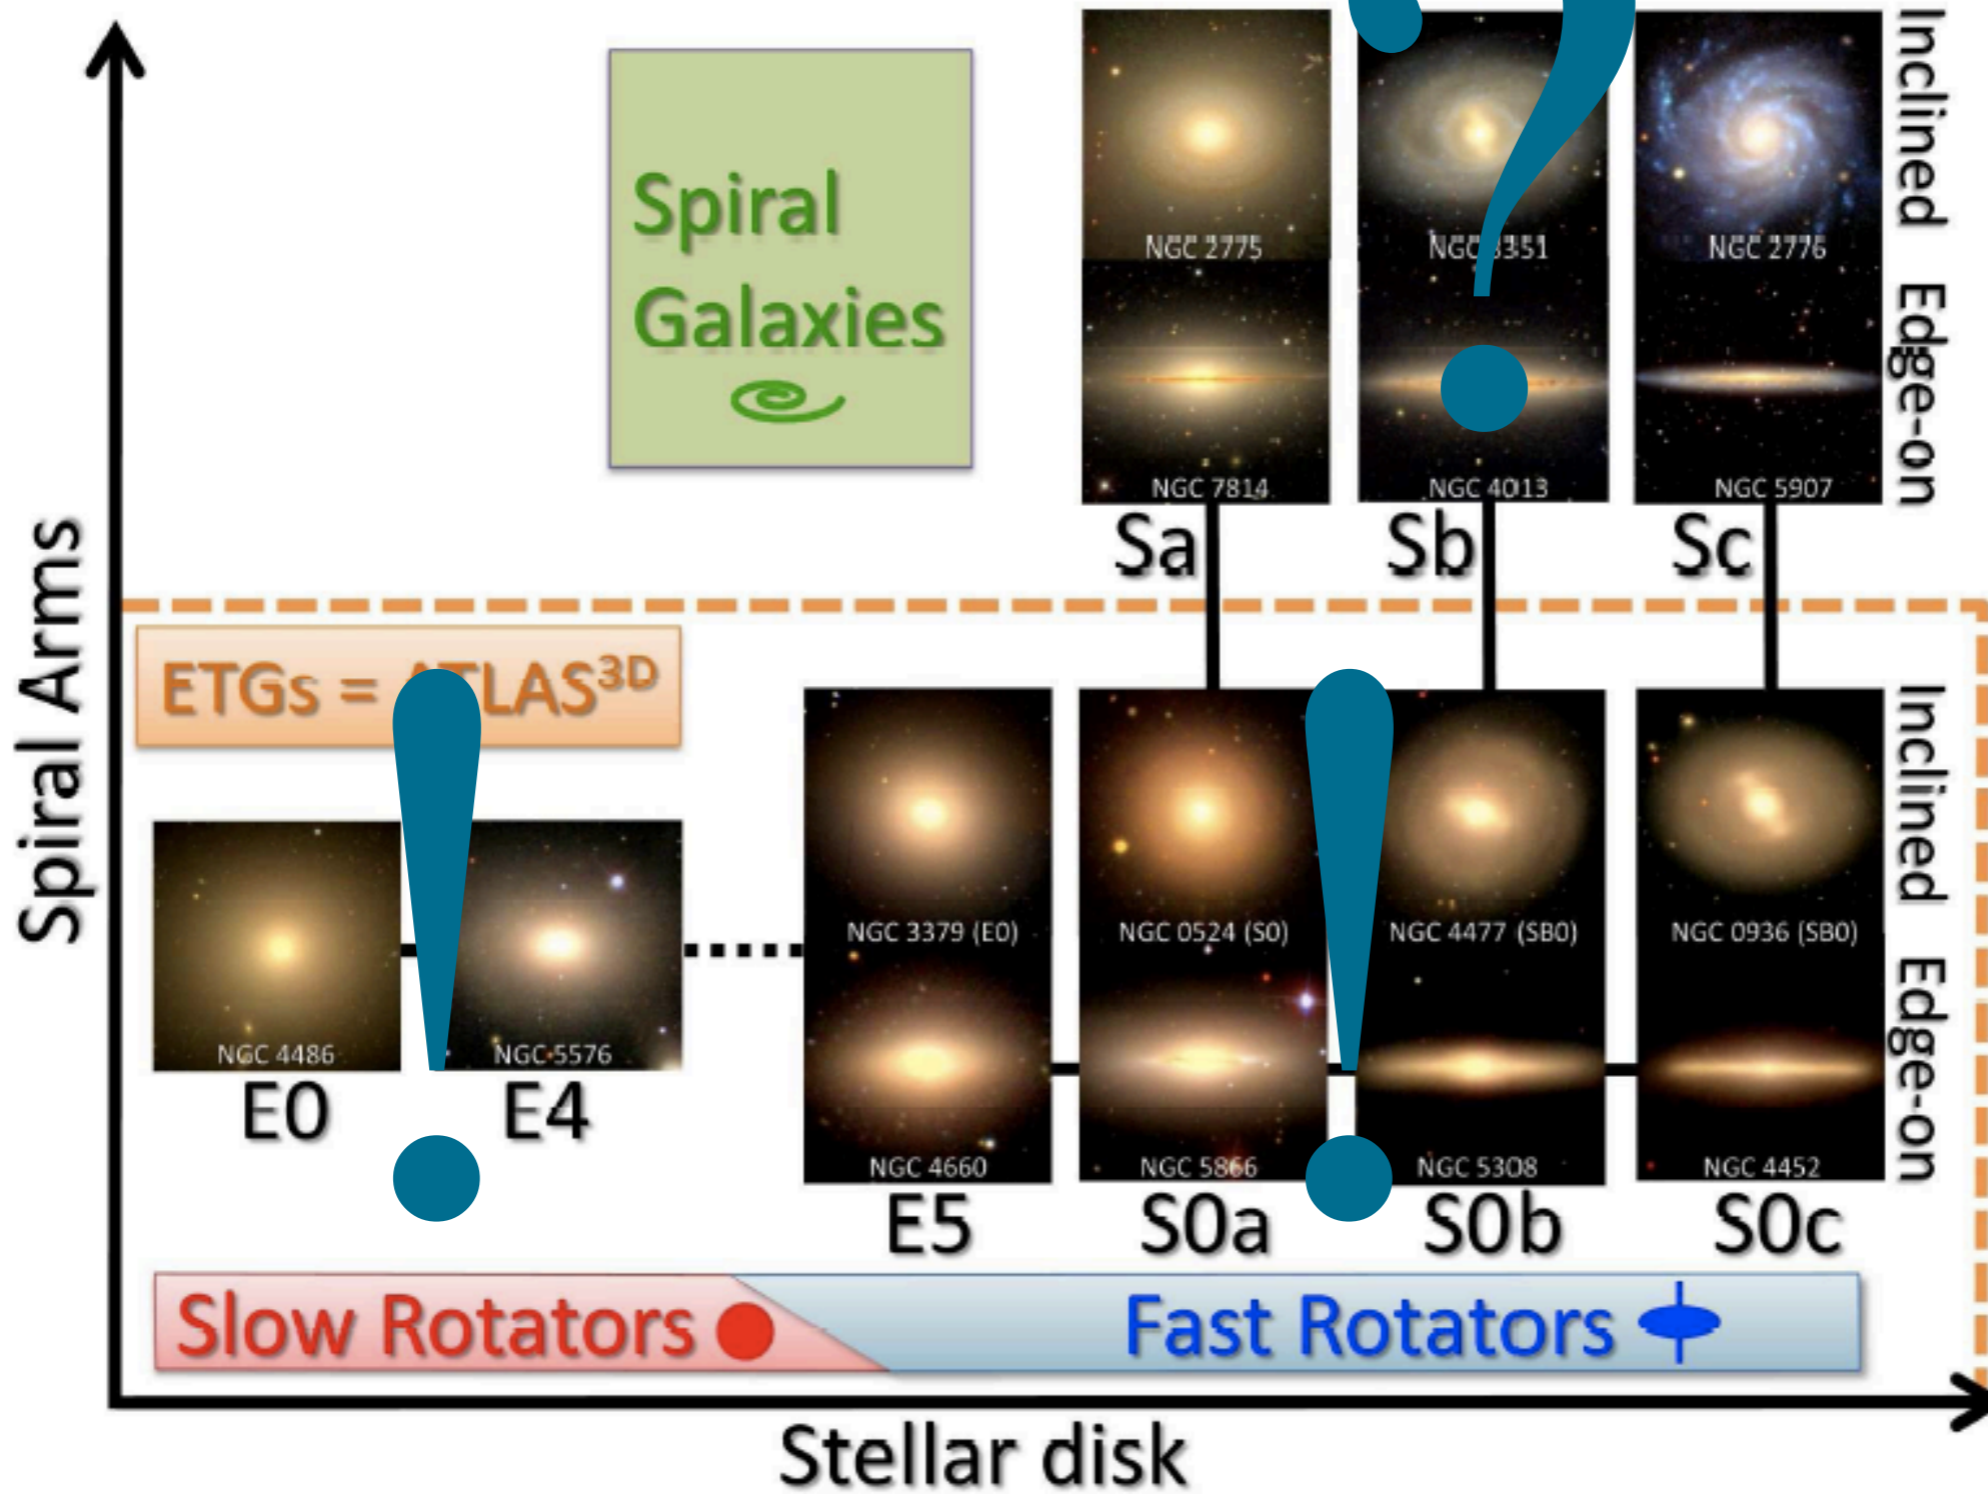 Spiral
Galaxies
NGC 2775
NGC 3351
NGC 2776
Inclined
NGC 7814
NGC 4013
NGC 5907
Edge-on
Sa
Sb
Sc
Spiral Arms
ETGs = ATLAS3D
NGC 4486
NGC 5576
E0
E4
NGC 3379 (E0)
NGC 0524 (S0)
NGC 4477 (SB0)
NGC 0936 (SB0)
Inclined
NGC 4660
NGC 5866
NGC 5308
NGC 4452
Edge-on
E5
S0a
S0b
S0c
!
!
?
Slow Rotators
Fast Rotators
Stellar disk